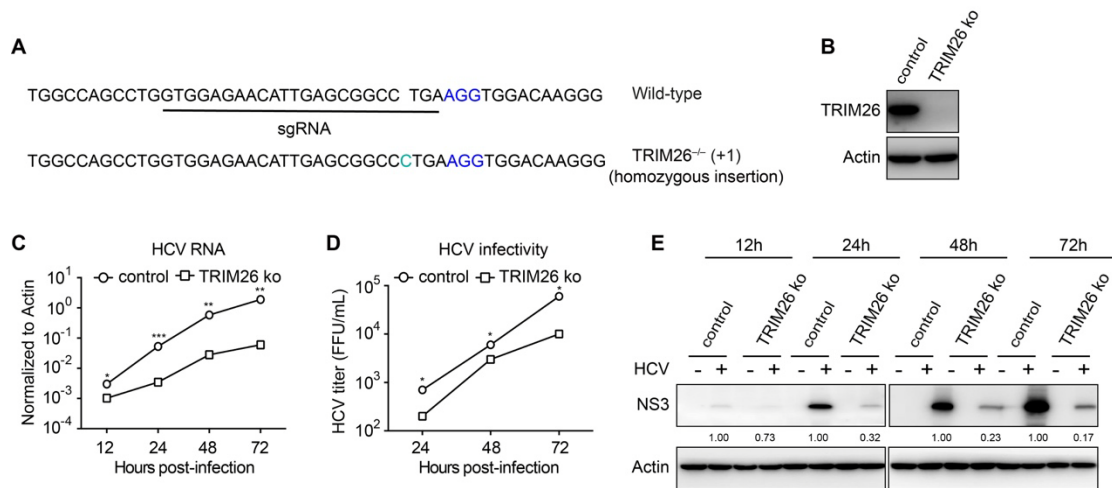 A
TGGCCAGCCTGGTGGAGAACATTGAGCGGCC TGAAGGTGGACAAGGG Wild-type
sgRNA
TGGCCAGCCTGGTGGAGAACATTGAGCGGCCCTGAAGGTGGACAAGGG TRIM26⁻/⁻ (+1)
(homozygous insertion)
B
control TRIM26 ko
TRIM26
Actin
C
HCV RNA
control TRIM26 ko
Normalized to Actin
10¹
10⁰
10⁻¹
10⁻²
10⁻³
10⁻⁴
* *** ** **
12 24 48 72
Hours post-infection
D
HCV infectivity
control TRIM26 ko
HCV titer (FFU/mL)
10⁵
10⁴
10³
10²
* * *
24 48 72
Hours post-infection
E
12h 24h 48h 72h
control TRIM26 ko control TRIM26 ko control TRIM26 ko control TRIM26 ko
HCV - + - + - + - + - + - + - + - +
NS3
1.00 0.73 1.00 0.32 1.00 0.23 1.00 0.17
Actin